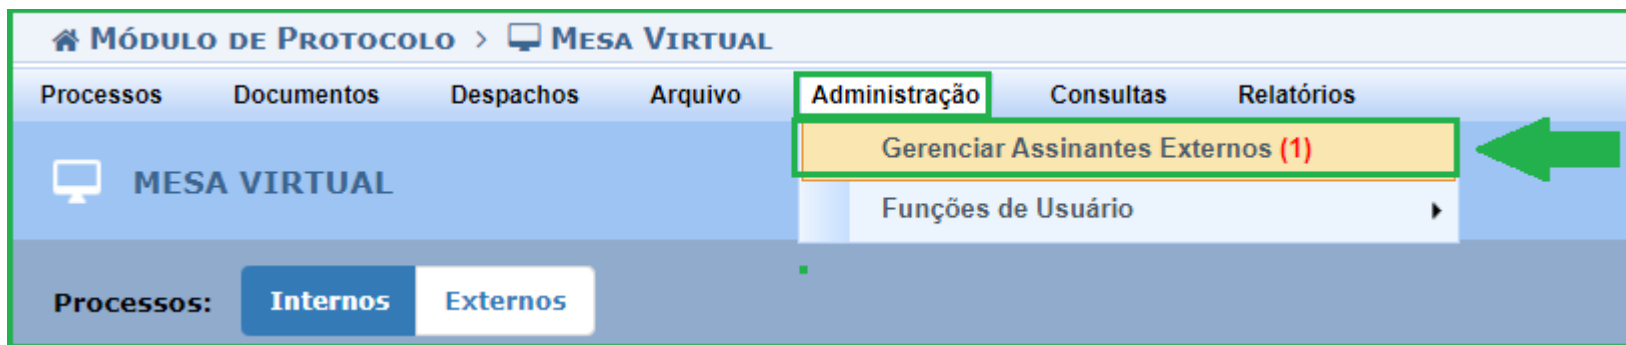 Módulo de Protocolo > Mesa Virtual
Processos Documentos Despachos Arquivo Administração Consultas Relatórios
Gerenciar Assinantes Externos (1)
MESA VIRTUAL
Funções de Usuário
Processos: Internos Externos